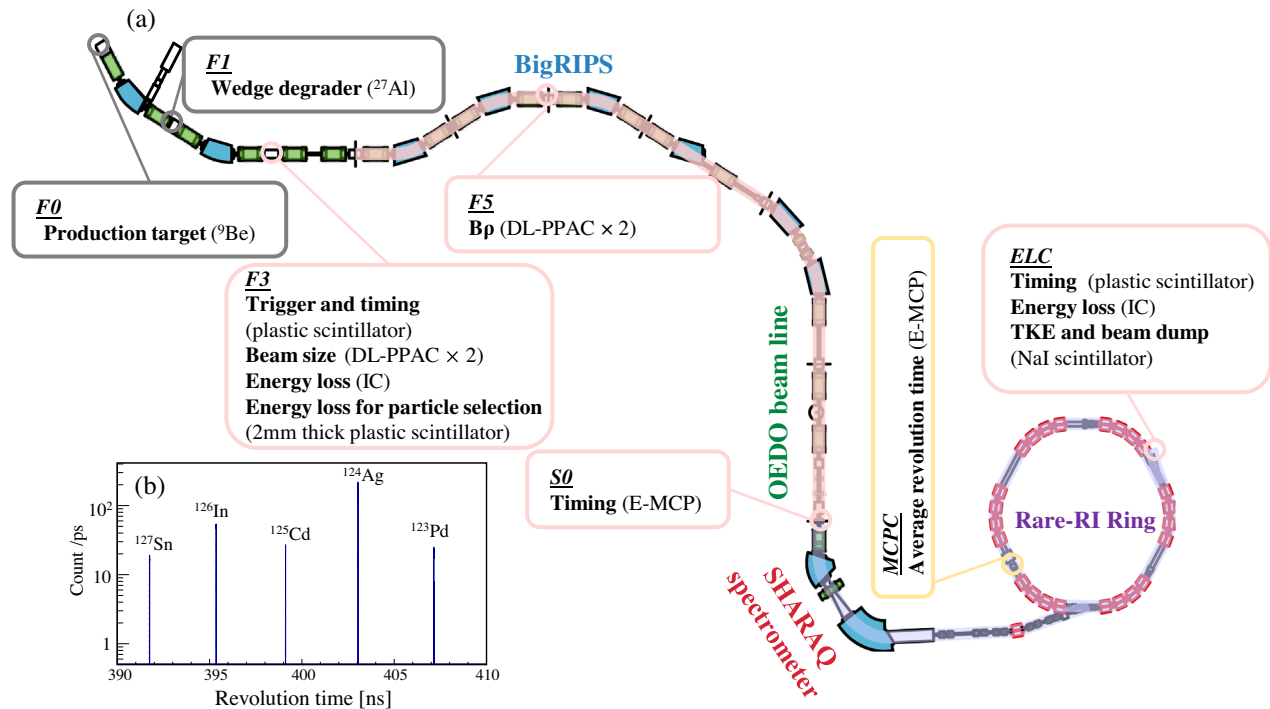 (a)
F1
Wedge degrader (²⁷Al)
BigRIPS
F0
Production target (⁹Be)
F5
Bρ (DL-PPAC × 2)
F3
Trigger and timing
(plastic scintillator)
Beam size (DL-PPAC × 2)
Energy loss (IC)
Energy loss for particle selection
(2mm thick plastic scintillator)
ELC
Timing (plastic scintillator)
Energy loss (IC)
TKE and beam dump
(NaI scintillator)
MCPC
Average revolution time (E-MCP)
OEDO beam line
S0
Timing (E-MCP)
SHARAQ
spectrometer
Rare-RI Ring
(b)
¹²⁷Sn
¹²⁶In
¹²⁵Cd
¹²⁴Ag
¹²³Pd
Count /ps
10²
10
1
390 395 400 405 410
Revolution time [ns]